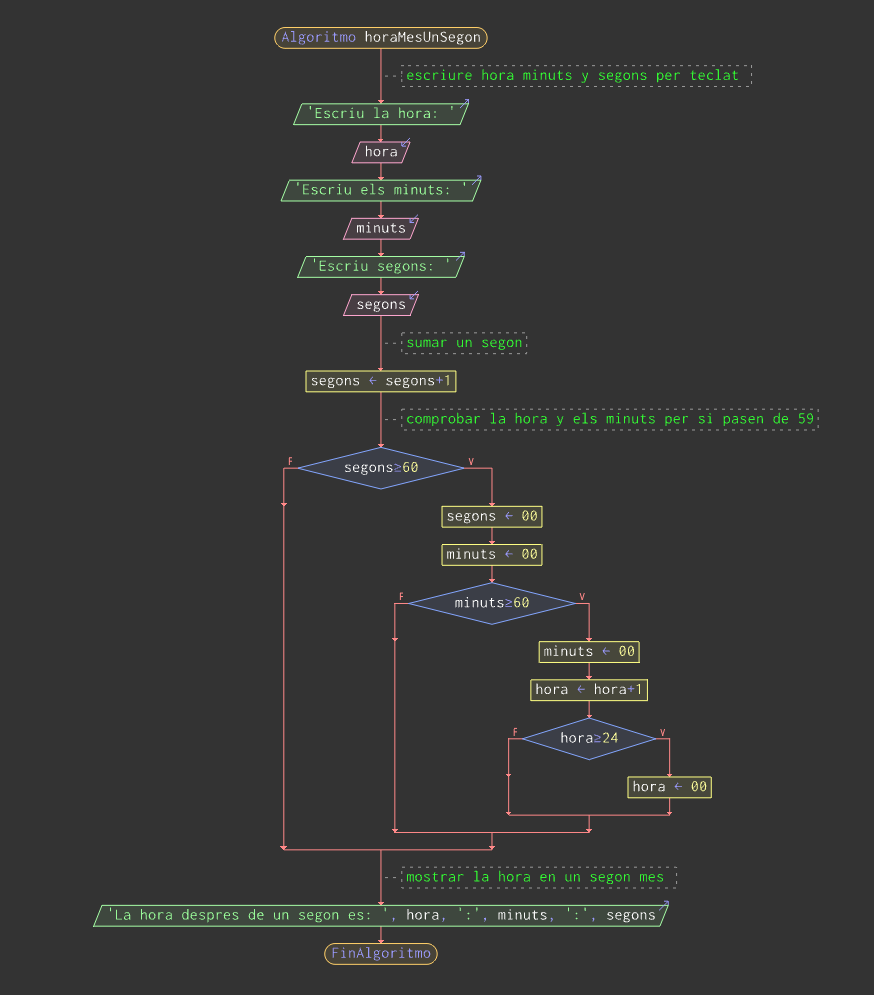 Algoritmo horaMesUnSegon
escriure hora minuts y segons per teclat
'Escriu la hora: '
hora
'Escriu els minuts: '
minuts
'Escriu segons: '
segons
sumar un segon
segons ← segons+1
comprobar la hora y els minuts per si pasen de 59
F
segons≥60
V
segons ← 00
minuts ← 00
F
minuts≥60
V
minuts ← 00
hora ← hora+1
F
hora≥24
V
hora ← 00
mostrar la hora en un segon mes
'La hora despres de un segon es: ', hora, ':', minuts, ':', segons
FinAlgoritmo